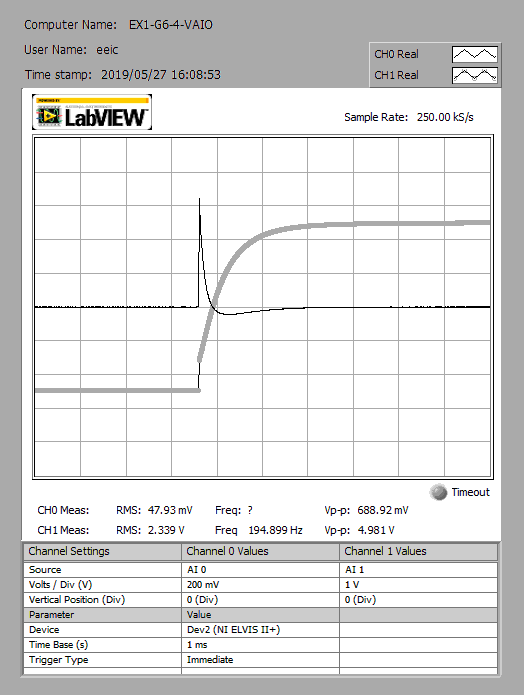 Computer Name: EX1-G6-4-VAIO
User Name: eeic
Time stamp: 2019/05/27 16:08:53
CH0 Real
CH1 Real
POWERED BY
LabVIEW
Sample Rate: 250.00 kS/s
Timeout
CH0 Meas: RMS: 47.93 mV Freq: ? Vp-p: 688.92 mV
CH1 Meas: RMS: 2.339 V Freq 194.899 Hz Vp-p: 4.981 V
Channel Settings Channel 0 Values Channel 1 Values
Source AI 0 AI 1
Volts / Div (V) 200 mV 1 V
Vertical Position (Div) 0 (Div) 0 (Div)
Parameter Value
Device Dev2 (NI ELVIS II+)
Time Base (s) 1 ms
Trigger Type Immediate